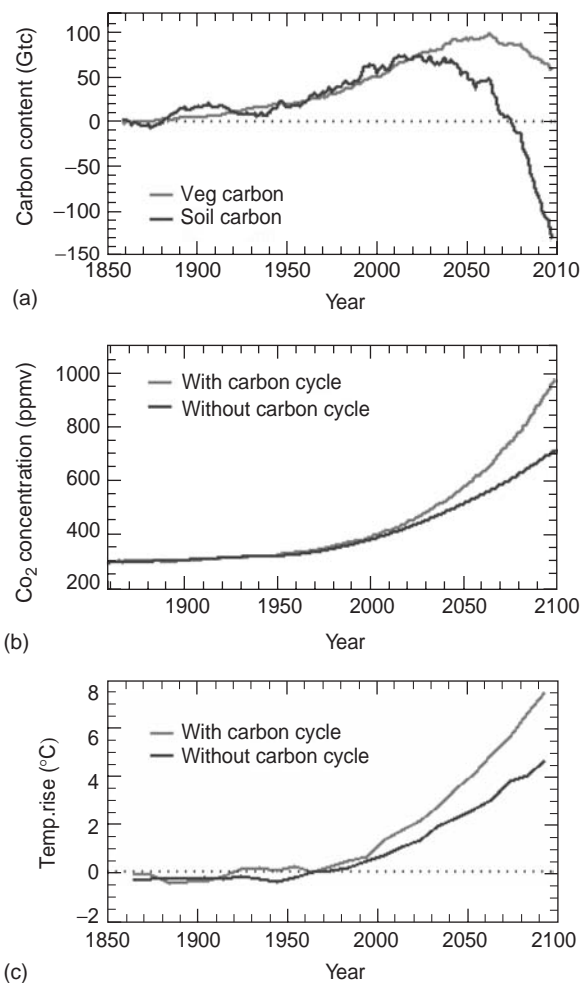 100
50
0
−50
−100
−150
Carbon content (Gtc)
Veg carbon
Soil carbon
1850 1900 1950 2000 2050 2010
Year
(a)
1000
800
600
400
200
Co₂ concentration (ppmv)
With carbon cycle
Without carbon cycle
1900 1950 2000 2050 2100
Year
(b)
8
6
4
2
0
−2
Temp.rise (°C)
With carbon cycle
Without carbon cycle
1850 1900 1950 2000 2050 2100
Year
(c)